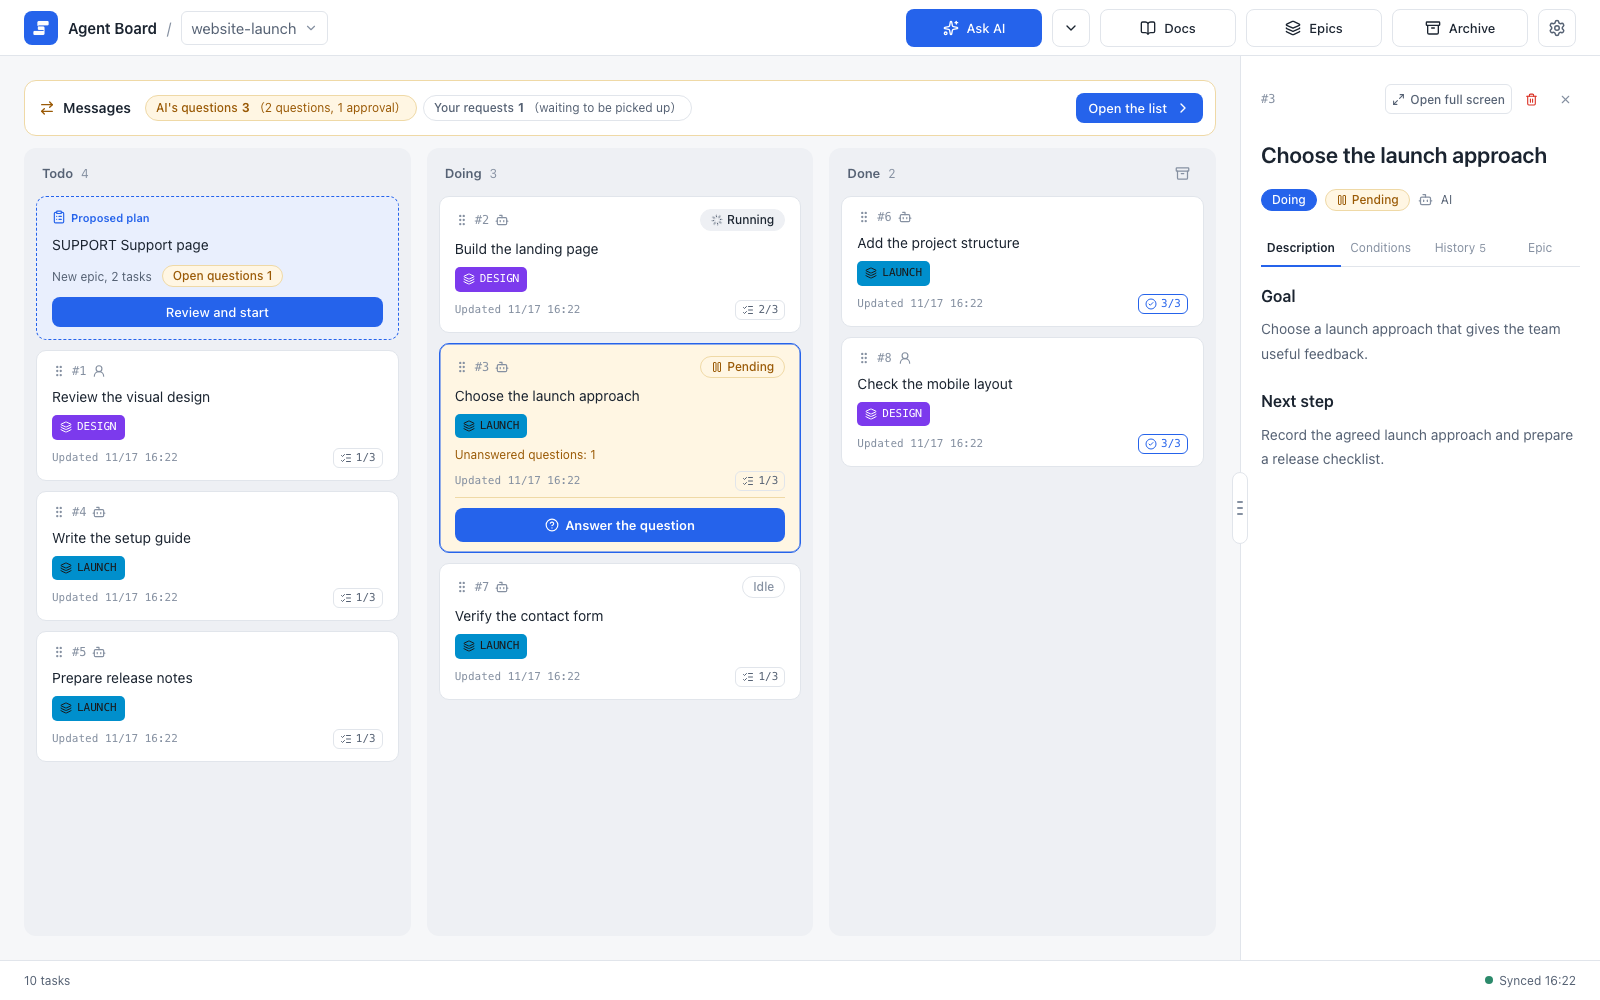 Agent Board / website-launch
Ask AI
Docs
Epics
Archive
Messages
AI's questions 3 (2 questions, 1 approval)
Your requests 1 (waiting to be picked up)
Open the list
Todo 4
Proposed plan
SUPPORT Support page
New epic, 2 tasks
Open questions 1
Review and start
#1
Review the visual design
DESIGN
Updated 11/17 16:22
1/3
#4
Write the setup guide
LAUNCH
Updated 11/17 16:22
1/3
#5
Prepare release notes
LAUNCH
Updated 11/17 16:22
1/3
Doing 3
#2
Running
Build the landing page
DESIGN
Updated 11/17 16:22
2/3
#3
Pending
Choose the launch approach
LAUNCH
Unanswered questions: 1
Updated 11/17 16:22
1/3
Answer the question
#7
Idle
Verify the contact form
LAUNCH
Updated 11/17 16:22
1/3
Done 2
#6
Add the project structure
LAUNCH
Updated 11/17 16:22
3/3
#8
Check the mobile layout
DESIGN
Updated 11/17 16:22
3/3
#3
Open full screen
Choose the launch approach
Doing
Pending
AI
Description
Conditions
History 5
Epic
Goal
Choose a launch approach that gives the team
useful feedback.
Next step
Record the agreed launch approach and prepare
a release checklist.
10 tasks
Synced 16:22